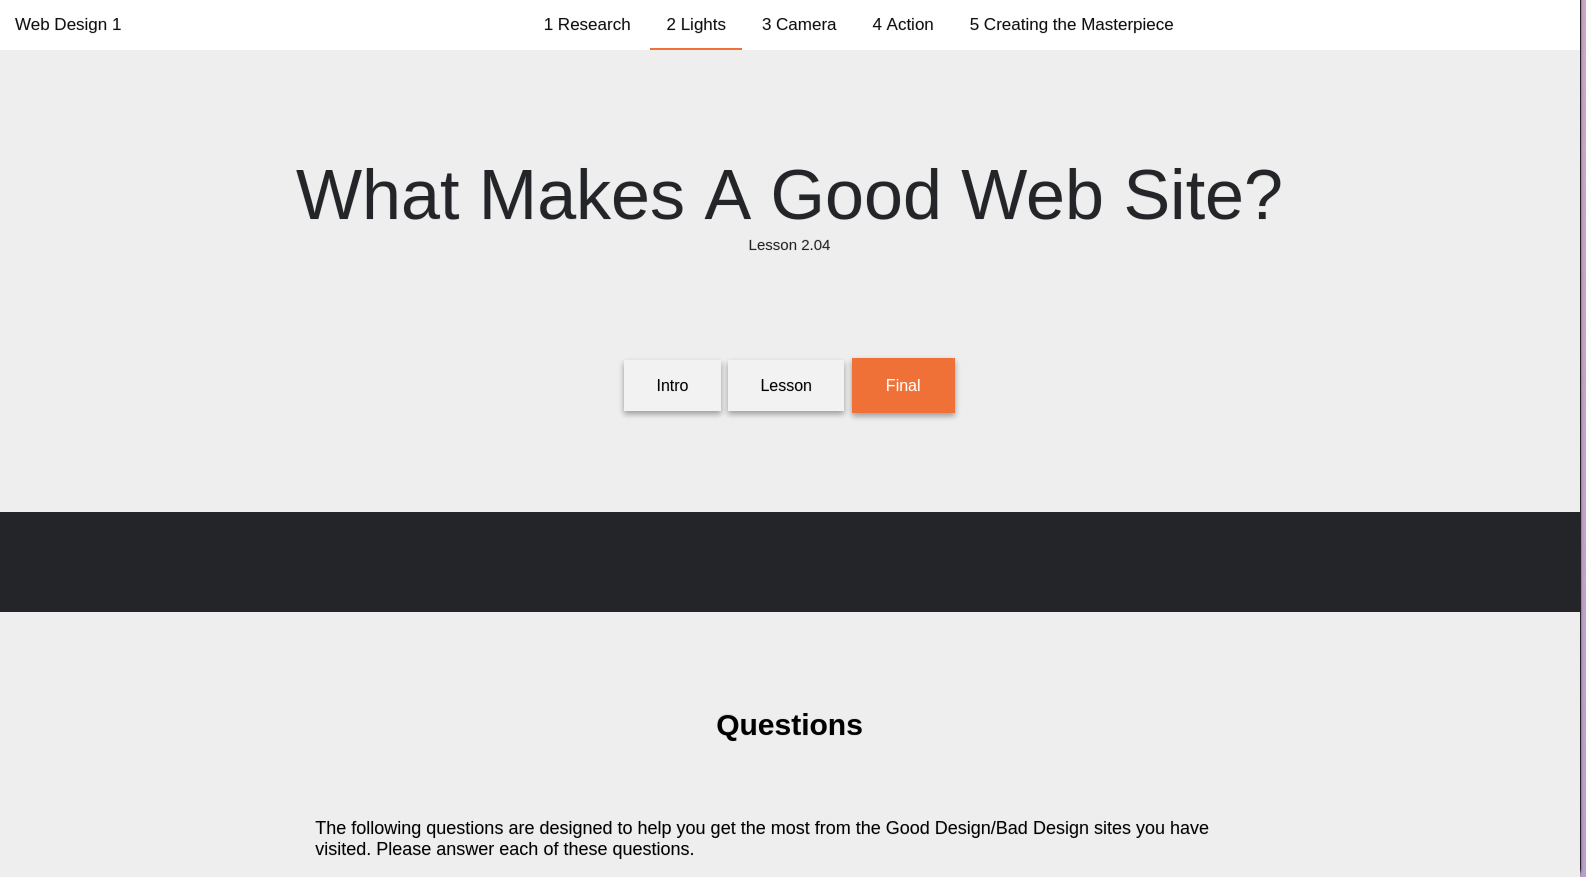 Web Design 1
1 Research
2 Lights
3 Camera
4 Action
5 Creating the Masterpiece
What Makes A Good Web Site?
Lesson 2.04
Intro
Lesson
Final
Questions
The following questions are designed to help you get the most from the Good Design/Bad Design sites you have
visited. Please answer each of these questions.